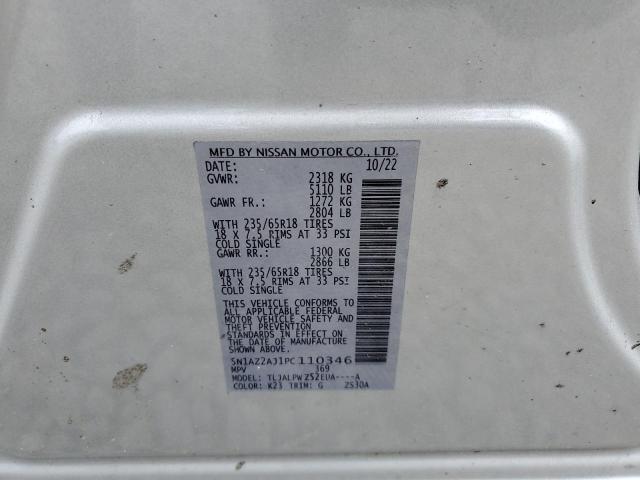 MFD BY NISSAN MOTOR CO., LTD.
DATE: 10/22
GVWR: 2318 KG
5110 LB
GAWR FR.: 1272 KG
2804 LB
WITH 235/65R18 TIRES
18 X 7.5 RIMS AT 33 PSI
COLD SINGLE
GAWR RR.: 1300 KG
2866 LB
WITH 235/65R18 TIRES
18 X 7.5 RIMS AT 33 PSI
COLD SINGLE
THIS VEHICLE CONFORMS TO
ALL APPLICABLE FEDERAL
MOTOR VEHICLE SAFETY AND
THEFT PREVENTION
STANDARDS IN EFFECT ON
THE DATE OF MANUFACTURE
SHOWN ABOVE.
5N1AZ2AJ1PC110346
MPV 369
MODEL: TLJALPWZS2EUA----A
COLOR: K23 TRIM: G ZS30A